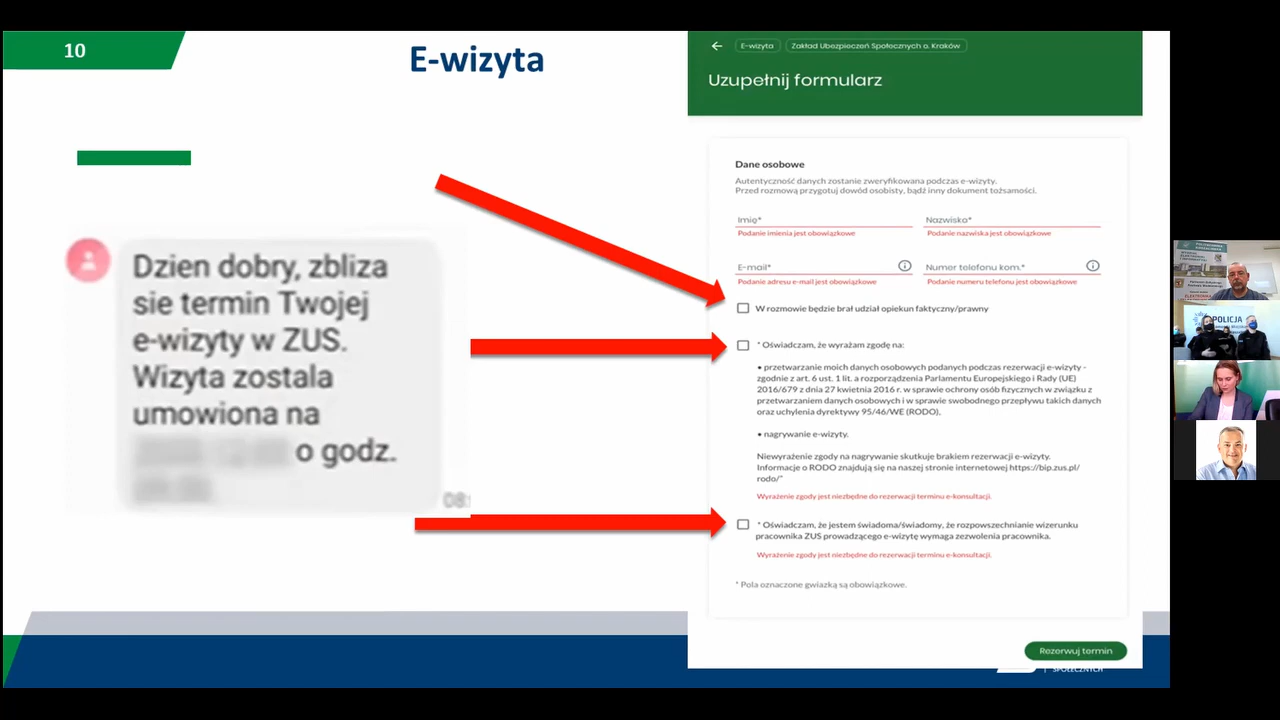 10
E-wizyta
Dzien dobry, zbliza
sie termin Twojej
e-wizyty w ZUS.
Wizyta zostala
umowiona na
o godz.
08:
E-wizyta
Zakład Ubezpieczeń Społecznych o. Kraków
Uzupełnij formularz
Dane osobowe
Autentyczność danych zostanie zweryfikowana podczas e-wizyty.
Przed rozmową przygotuj dowód osobisty, bądź inny dokument tożsamości.
Imię*
Nazwisko*
Podanie imienia jest obowiązkowe
Podanie nazwiska jest obowiązkowe
E-mail*
Numer telefonu kom.*
Podanie adresu e-mail jest obowiązkowe
Podanie numeru telefonu jest obowiązkowe
W rozmowie będzie brał udział opiekun faktyczny/prawny
* Oświadczam, że wyrażam zgodę na:
• przetwarzanie moich danych osobowych podanych podczas rezerwacji e-wizyty -
zgodnie z art. 6 ust. 1 lit. a rozporządzenia Parlamentu Europejskiego i Rady (UE)
2016/679 z dnia 27 kwietnia 2016 r. w sprawie ochrony osób fizycznych w związku z
przetwarzaniem danych osobowych i w sprawie swobodnego przepływu takich danych
oraz uchylenia dyrektywy 95/46/WE (RODO),
• nagrywanie e-wizyty.
Niewyrażenie zgody na nagrywanie skutkuje brakiem rezerwacji e-wizyty.
Informacje o RODO znajdują się na naszej stronie internetowej https://bip.zus.pl/
rodo/"
Wyrażenie zgody jest niezbędne do rezerwacji terminu e-konsultacji.
* Oświadczam, że jestem świadoma/świadomy, że rozpowszechnianie wizerunku
pracownika ZUS prowadzącego e-wizytę wymaga zezwolenia pracownika.
Wyrażenie zgody jest niezbędne do rezerwacji terminu e-konsultacji.
* Pola oznaczone gwiazką są obowiązkowe.
Rezerwuj termin
SPOŁECZNYCH
POLICJA